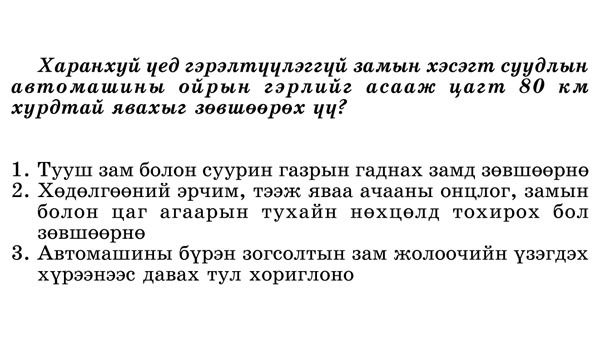 Харанхуй үед гэрэлтүүлэггүй замын хэсэгт суудлын
автомашины ойрын гэрлийг асааж цагт 80 км
хурдтай явахыг зөвшөөрөх үү?
1. Тууш зам болон суурин газрын гаднах замд зөвшөөрнө
2. Хөдөлгөөний эрчим, тээж яваа ачааны онцлог, замын
болон цаг агаарын тухайн нөхцөлд тохирох бол
зөвшөөрнө
3. Автомашины бүрэн зогсолтын зам жолоочийн үзэгдэх
хүрээнээс давах тул хориглоно